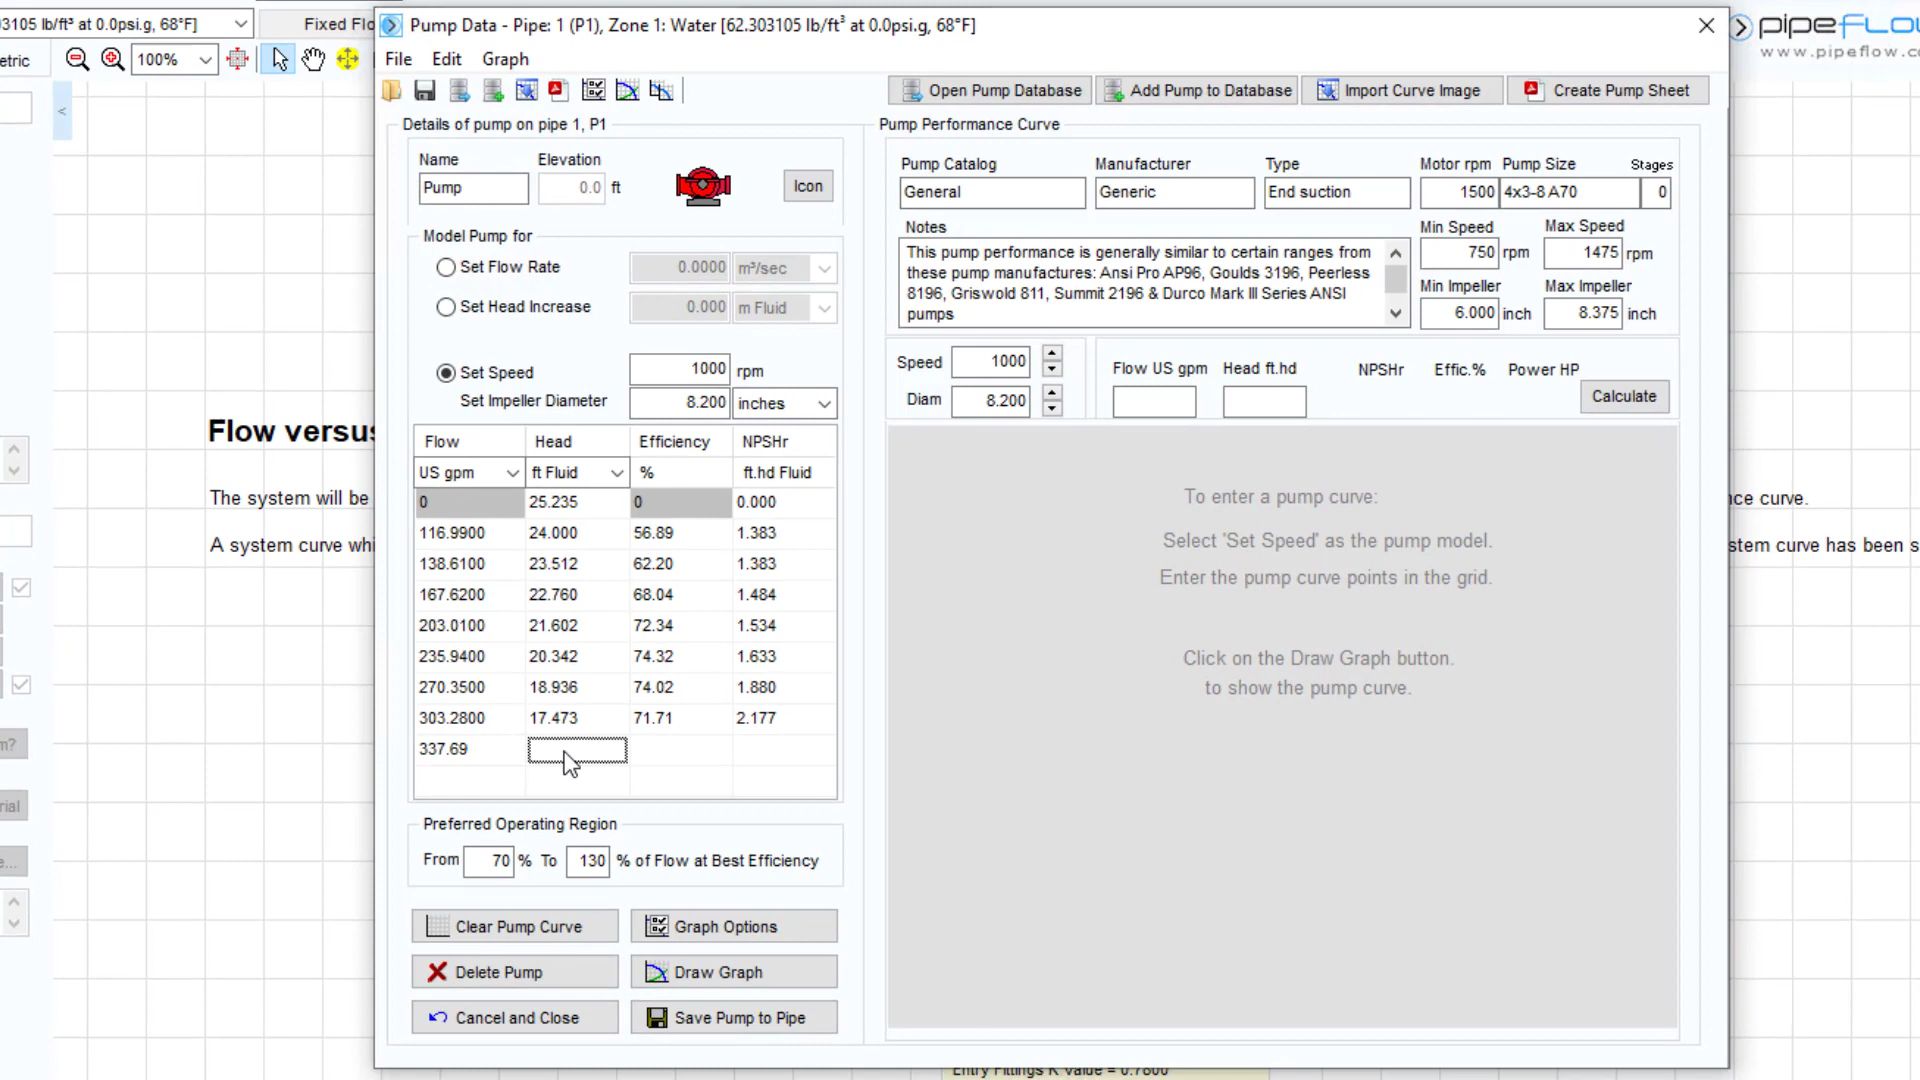 3105 lb/ft³ at 0.0psi.g, 68°F]
Fixed Flo
etric
100%
pipeflow
www.pipeflow.co
Pump Data - Pipe: 1 (P1), Zone 1: Water [62.303105 lb/ft³ at 0.0psi.g, 68°F]
File Edit Graph
Open Pump Database
Add Pump to Database
Import Curve Image
Create Pump Sheet
Details of pump on pipe 1, P1
Name
Elevation
Pump
0.0 ft
Icon
Model Pump for
Set Flow Rate
0.0000 m³/sec
Set Head Increase
0.000 m Fluid
Set Speed
1000 rpm
Set Impeller Diameter
8.200 inches
Flow Head Efficiency NPSHr
US gpm ft Fluid % ft.hd Fluid
0 25.235 0 0.000
116.9900 24.000 56.89 1.383
138.6100 23.512 62.20 1.383
167.6200 22.760 68.04 1.484
203.0100 21.602 72.34 1.534
235.9400 20.342 74.32 1.633
270.3500 18.936 74.02 1.880
303.2800 17.473 71.71 2.177
337.69
Preferred Operating Region
From 70 % To 130 % of Flow at Best Efficiency
Clear Pump Curve
Graph Options
Delete Pump
Draw Graph
Cancel and Close
Save Pump to Pipe
Pump Performance Curve
Pump Catalog Manufacturer Type Motor rpm Pump Size Stages
General Generic End suction 1500 4x3-8 A70 0
Notes
This pump performance is generally similar to certain ranges from
these pump manufactures: Ansi Pro AP96, Goulds 3196, Peerless
8196, Griswold 811, Summit 2196 & Durco Mark III Series ANSI
pumps
Min Speed Max Speed
750 rpm 1475 rpm
Min Impeller Max Impeller
6.000 inch 8.375 inch
Speed 1000
Diam 8.200
Flow US gpm Head ft.hd NPSHr Effic.% Power HP
Calculate
To enter a pump curve:
Select 'Set Speed' as the pump model.
Enter the pump curve points in the grid.
Click on the Draw Graph button.
to show the pump curve.
<
Flow versus
The system will be
nce curve.
A system curve whi
stem curve has been s
m?
rial
e...
Entry Fittings K Value = 0.7800